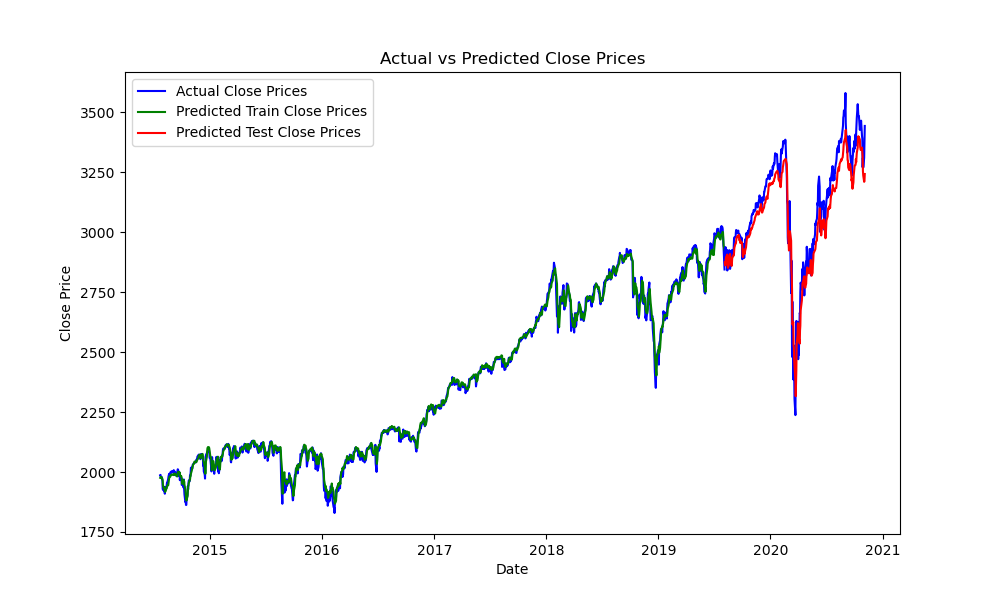 Actual vs Predicted Close Prices
Actual Close Prices
Predicted Train Close Prices
Predicted Test Close Prices
3500
3250
3000
2750
2500
2250
2000
1750
Close Price
2015
2016
2017
2018
2019
2020
2021
Date